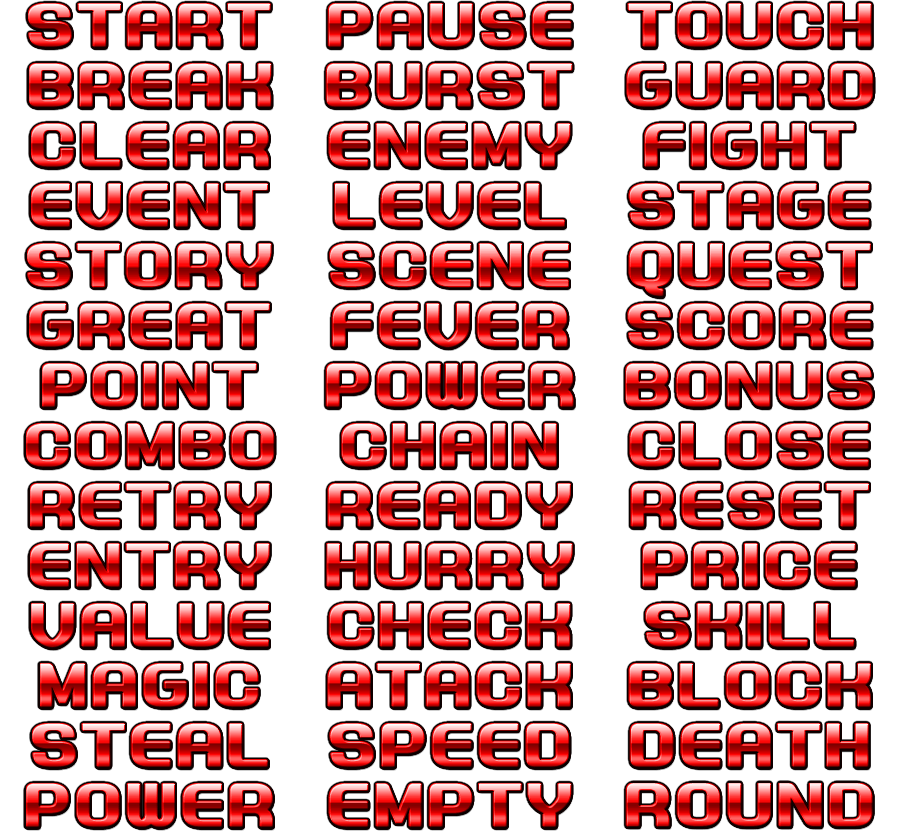 START PAUSE TOUCH
BREAK BURST GUARD
CLEAR ENEMY FIGHT
EVENT LEVEL STAGE
STORY SCENE QUEST
GREAT FEVER SCORE
POINT POWER BONUS
COMBO CHAIN CLOSE
RETRY READY RESET
ENTRY HURRY PRICE
VALUE CHECK SKILL
MAGIC ATACK BLOCK
STEAL SPEED DEATH
POWER EMPTY ROUND